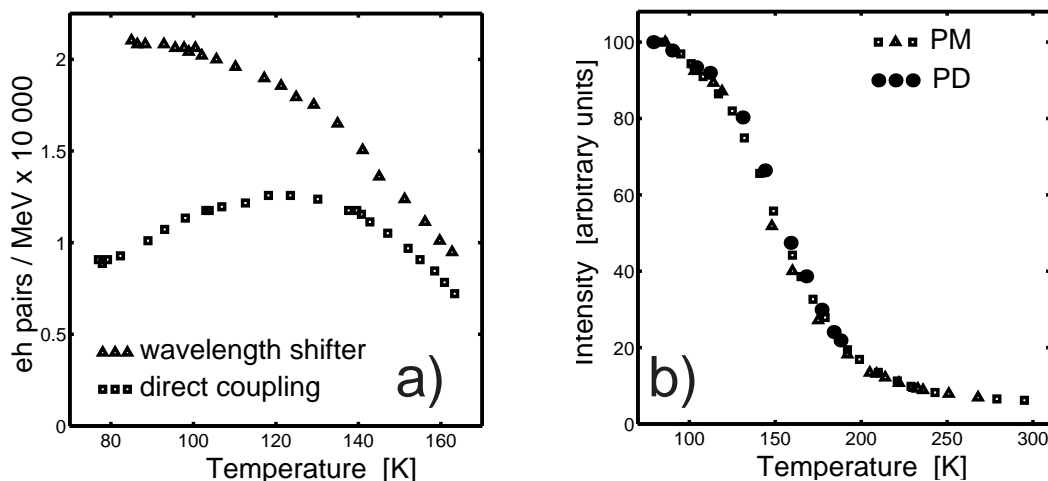 eh pairs / MeV x 10 000
2
1.5
1
0.5
0
wavelength shifter
direct coupling
a)
80 100 120 140 160
Temperature [K]
Intensity [arbitrary units]
100
80
60
40
20
0
PM
PD
b)
100 150 200 250 300
Temperature [K]